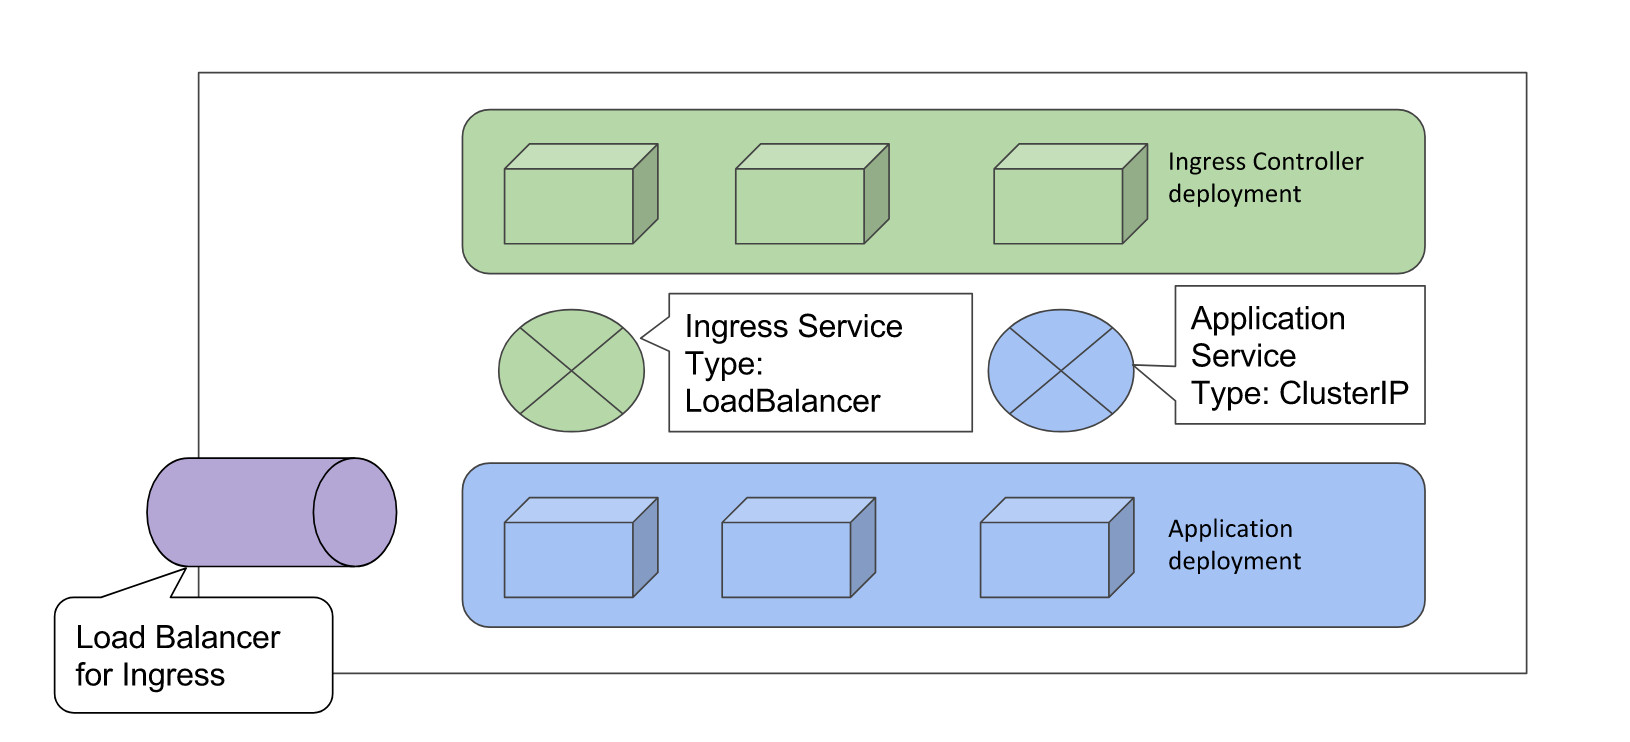 Ingress Controller
deployment
Ingress Service
Type:
LoadBalancer
Application
Service
Type: ClusterIP
Application
deployment
Load Balancer
for Ingress